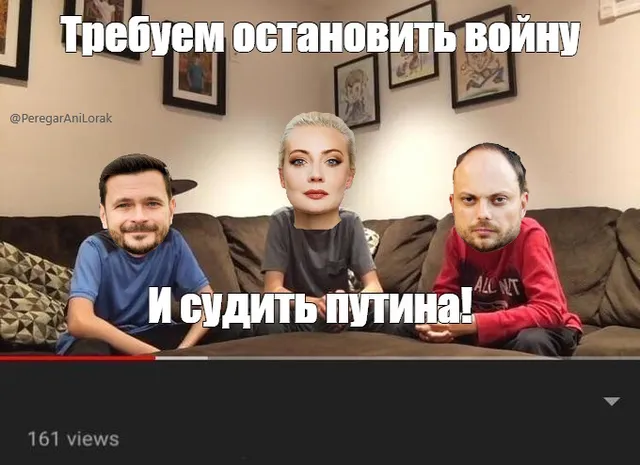 Требуем остановить войну
@PeregarAniLorak
И судить путина!
161 views